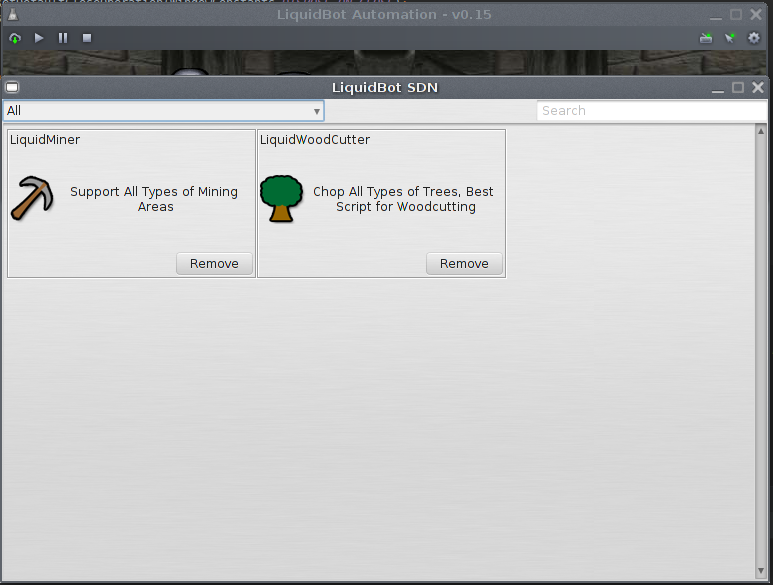 LiquidBot Automation - v0.15
LiquidBot SDN
All
Search
LiquidMiner
Support All Types of Mining
Areas
Remove
LiquidWoodCutter
Chop All Types of Trees, Best
Script for Woodcutting
Remove